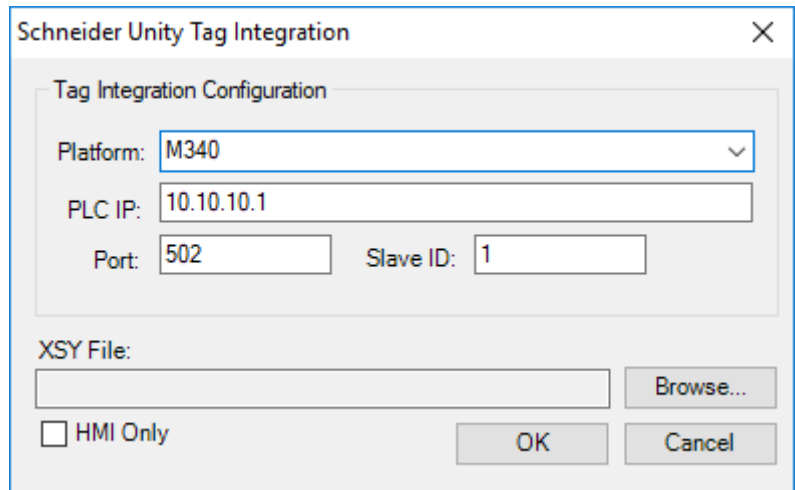 Schneider Unity Tag Integration
Tag Integration Configuration
Platform: M340
PLC IP: 10.10.10.1
Port: 502 Slave ID: 1
XSY File:
Browse...
HMI Only
OK Cancel